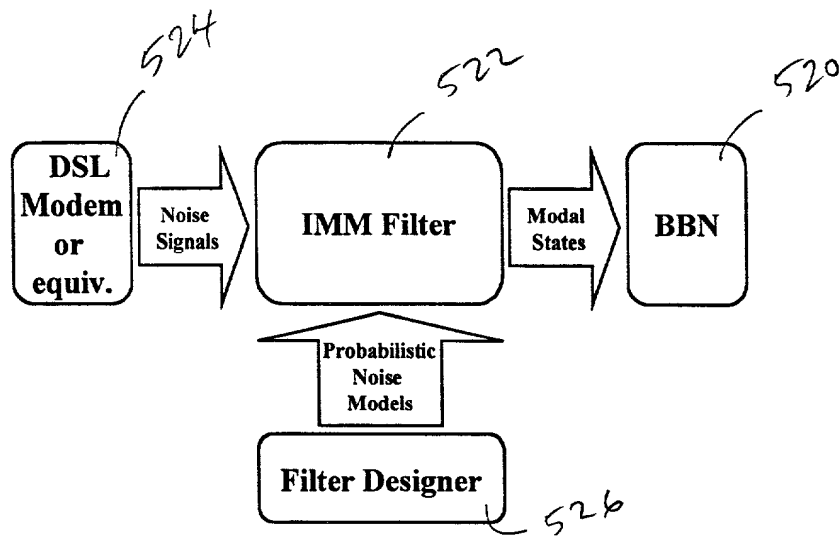 524
522
520
DSL
Modem
or
equiv.
Noise
Signals
IMM Filter
Modal
States
BBN
Probabilistic
Noise
Models
Filter Designer
526